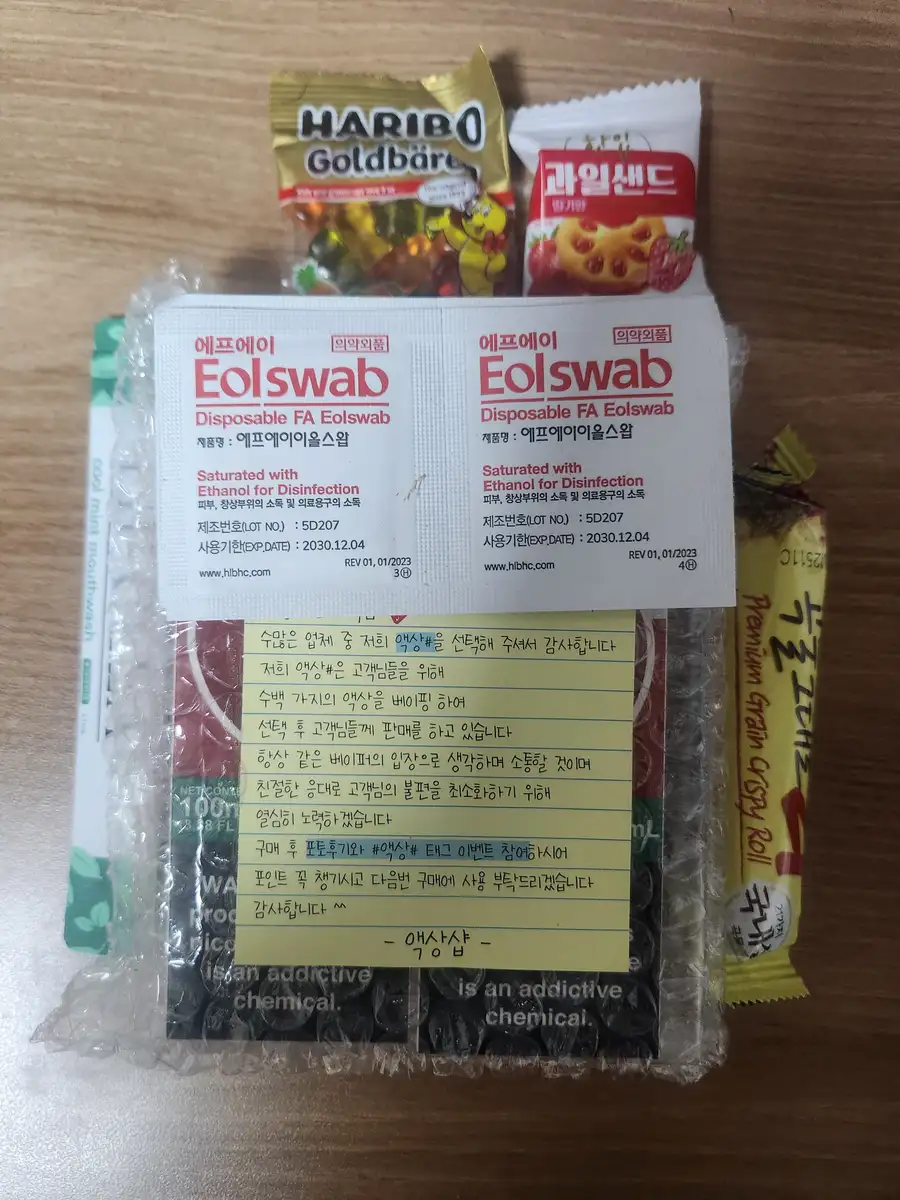 HARIBO
Goldbären
과일샌드
딸기맛
에프에이
의약외품
Eolswab
Disposable FA Eolswab
제품명 : 에프에이이올스왑
Saturated with
Ethanol for Disinfection
피부, 창상부위의 소독 및 의료용구의 소독
제조번호(LOT NO.) : 5D207
사용기한(EXP.DATE) : 2030.12.04
REV 01, 01/2023
www.hlbhc.com
3H
에프에이
의약외품
Eolswab
Disposable FA Eolswab
제품명 : 에프에이이올스왑
Saturated with
Ethanol for Disinfection
피부, 창상부위의 소독 및 의료용구의 소독
제조번호(LOT NO.) : 5D207
사용기한(EXP.DATE) : 2030.12.04
REV 01, 01/2023
www.hlbhc.com
4H
수많은 업체 중 저희 액상#을 선택해 주셔서 감사합니다
저희 액상#은 고객님들을 위해
수백 가지의 액상을 베이핑 하여
선택 후 고객님들께 판매를 하고 있습니다
항상 같은 베이퍼의 입장으로 생각하며 소통할 것이며
친절한 응대로 고객님의 불편을 최소화하기 위해
열심히 노력하겠습니다
구매 후 포토후기와 #액상# 태그 이벤트 참여하시어
포인트 꼭 챙기시고 다음번 구매에 사용 부탁드리겠습니다
감사합니다 ^^
- 액상샵 -
mouthwash
NET CON
100m
FL
mL
WA
prod
nico
is an addictive
chemical.
is an addictive
chemical.
Premium Grain Crispy Roll